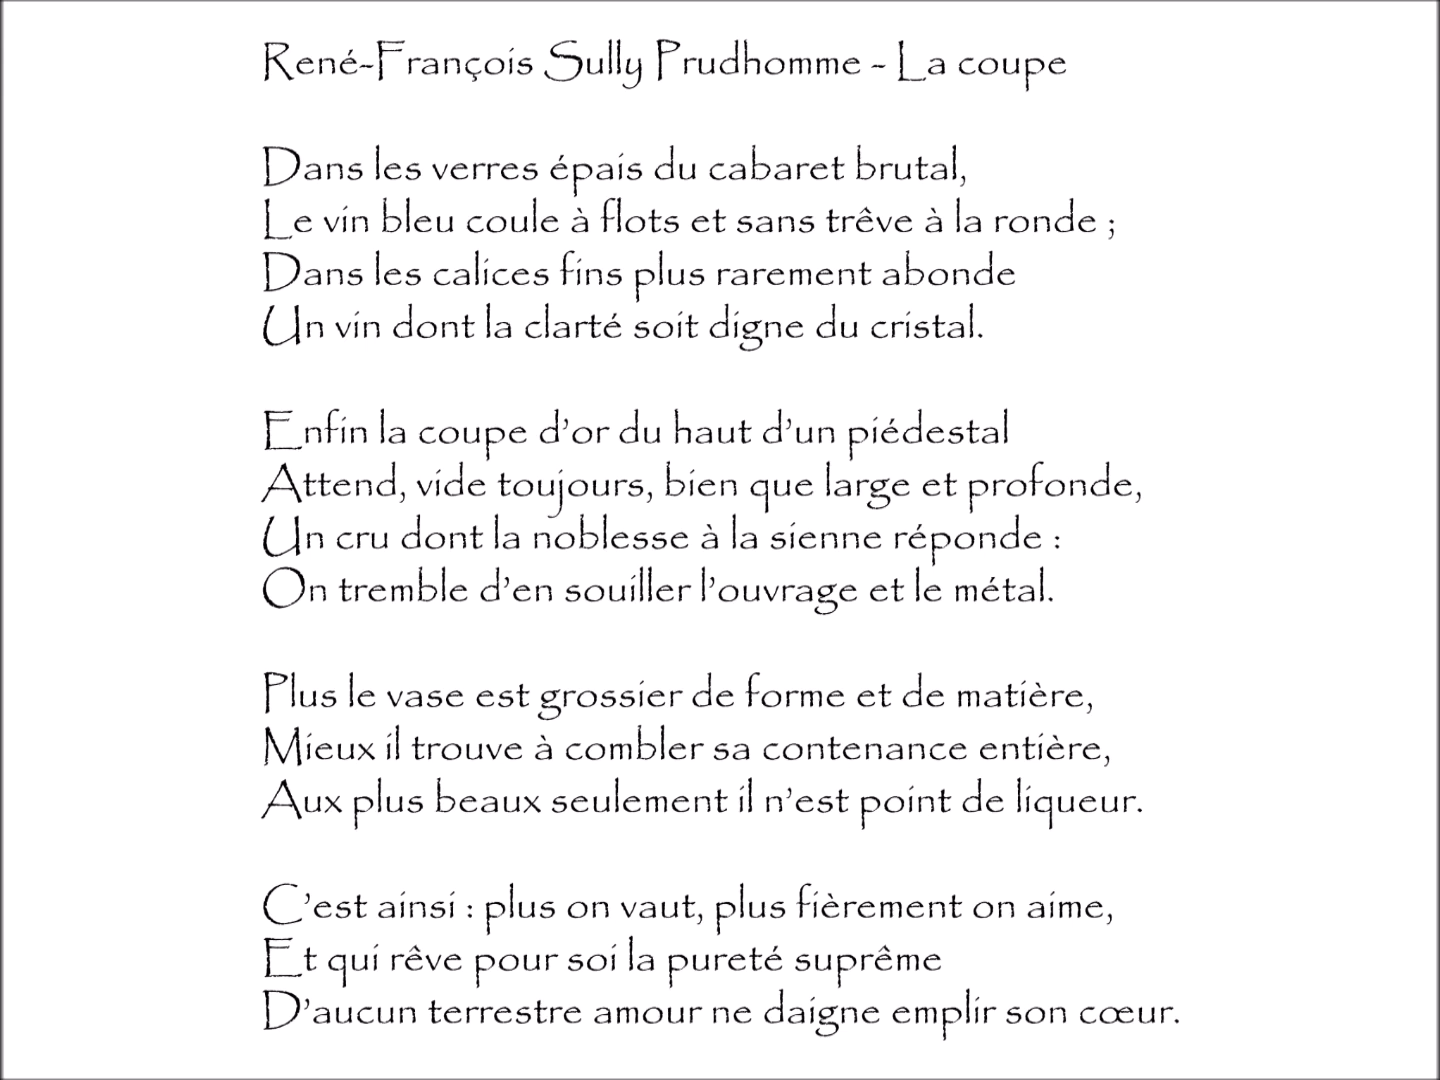 René-François Sully Prudhomme - La coupe
Dans les verres épais du cabaret brutal,
Le vin bleu coule à flots et sans trêve à la ronde ;
Dans les calices fins plus rarement abonde
Un vin dont la clarté soit digne du cristal.
Enfin la coupe d’or du haut d’un piédestal
Attend, vide toujours, bien que large et profonde,
Un cru dont la noblesse à la sienne réponde :
On tremble d’en souiller l’ouvrage et le métal.
Plus le vase est grossier de forme et de matière,
Mieux il trouve à combler sa contenance entière,
Aux plus beaux seulement il n’est point de liqueur.
C’est ainsi : plus on vaut, plus fièrement on aime,
Et qui rêve pour soi la pureté suprême
D’aucun terrestre amour ne daigne emplir son cœur.